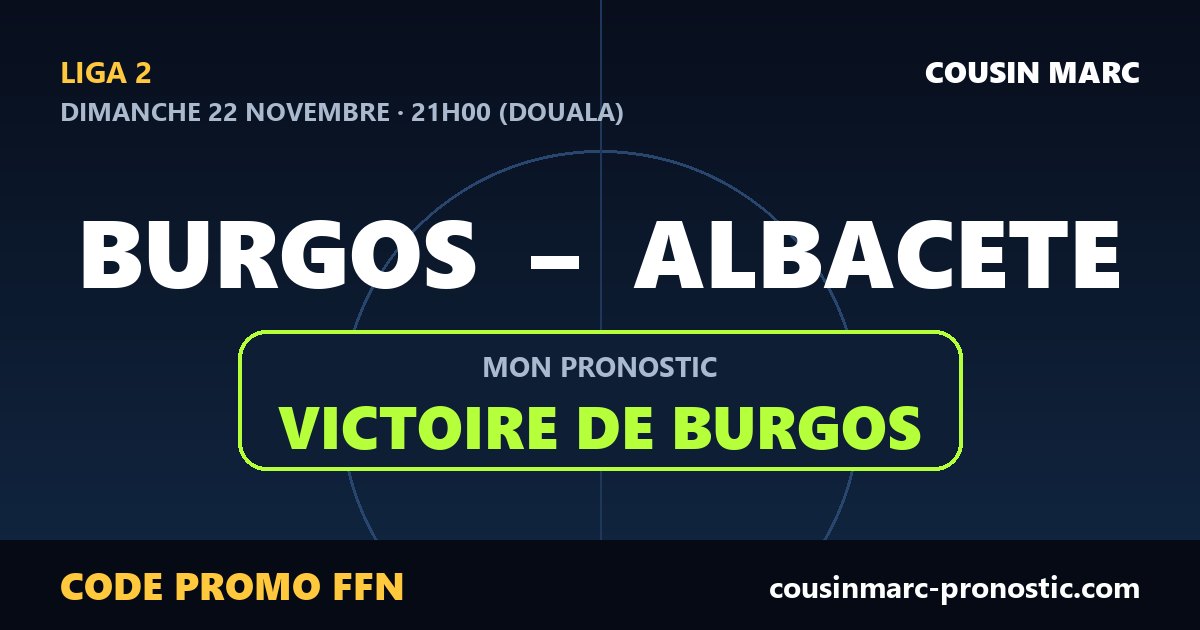 LIGA 2
COUSIN MARC
DIMANCHE 22 NOVEMBRE · 21H00 (DOUALA)
BURGOS – ALBACETE
MON PRONOSTIC
VICTOIRE DE BURGOS
CODE PROMO FFN
cousinmarc-pronostic.com